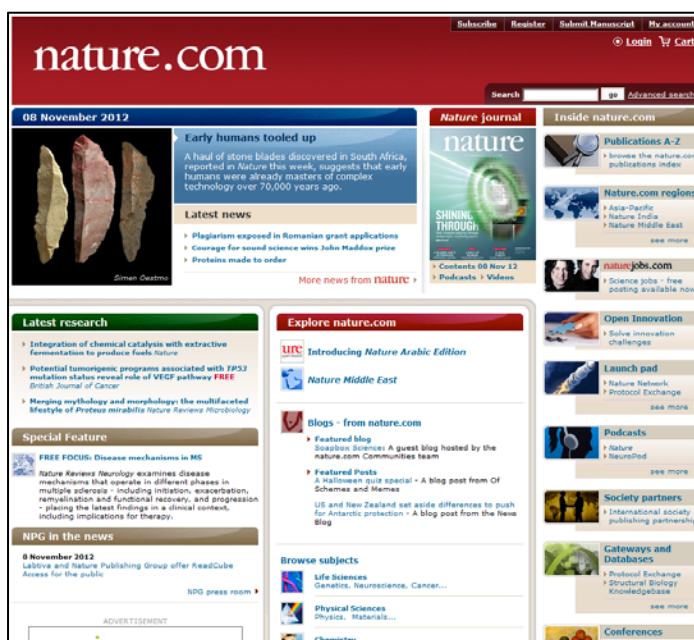 Subscribe Register Submit Manuscript My account
Login Cart
nature.com
Search go Advanced search
08 November 2012
Early humans tooled up
A haul of stone blades discovered in South Africa,
reported in Nature this week, suggests that early
humans were already masters of complex
technology over 70,000 years ago.
Latest news
Plagiarism exposed in Romanian grant applications
Courage for sound science wins John Maddox prize
Proteins made to order
Simen Oestmo
More news from nature
Nature journal
nature
SHINING
THROUGH
Contents 08 Nov 12
Podcasts Videos
Inside nature.com
Publications A-Z
browse the nature.com
publications index
Nature.com regions
Asia-Pacific
Nature India
Nature Middle East
see more
naturejobs.com
Science jobs - free
posting available now
Open Innovation
Solve innovation
challenges
Launch pad
Nature Network
Protocol Exchange
see more
Podcasts
Nature
NeuroPod
see more
Society partners
International society
publishing partnership
Gateways and
Databases
Protocol Exchange
Structural Biology
Knowledgebase
see more
Conferences
Latest research
Integration of chemical catalysis with extractive
fermentation to produce fuels Nature
Potential tumorigenic programs associated with TP53
mutation status reveal role of VEGF pathway FREE
British Journal of Cancer
Merging mythology and morphology: the multifaceted
lifestyle of Proteus mirabilis Nature Reviews Microbiology
Special Feature
FREE FOCUS: Disease mechanisms in MS
Nature Reviews Neurology examines disease
mechanisms that operate in different phases in
multiple sclerosis - including initiation, exacerbation,
remyelination and functional recovery, and progression
- placing the latest findings in a clinical context,
including implications for therapy.
NPG in the news
8 November 2012
Labtiva and Nature Publishing Group offer ReadCube
Access for the public
NPG press room
ADVERTISEMENT
Explore nature.com
ure
Introducing Nature Arabic Edition
Nature Middle East
Blogs - from nature.com
Featured blog
Soapbox Science: A guest blog hosted by the
nature.com Communities team
Featured Posts
A Halloween quiz special - A blog post from Of
Schemes and Memes
US and New Zealand set aside differences to push
for Antarctic protection - A blog post from the News
Blog
Browse subjects
Life Sciences
Genetics, Neuroscience, Cancer...
Physical Sciences
Physics, Materials...
Chemistry